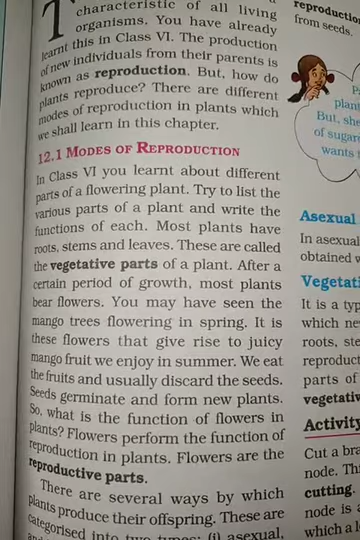 T
characteristic of all living
organisms. You have already
learnt this in Class VI. The production
of new individuals from their parents is
known as reproduction. But, how do
plants reproduce? There are different
modes of reproduction in plants which
we shall learn in this chapter.
12.1 MODES OF REPRODUCTION
In Class VI you learnt about different
parts of a flowering plant. Try to list the
various parts of a plant and write the
functions of each. Most plants have
roots, stems and leaves. These are called
the vegetative parts of a plant. After a
certain period of growth, most plants
bear flowers. You may have seen the
mango trees flowering in spring. It is
these flowers that give rise to juicy
mango fruit we enjoy in summer. We eat
the fruits and usually discard the seeds.
Seeds germinate and form new plants.
So, what is the function of flowers in
plants? Flowers perform the function of
reproduction in plants. Flowers are the
reproductive parts.
There are several ways by which
plants produce their offspring. These are
categorised into two types: (i) asexual,
reproduction
from seeds.
plan
But, she
of sugar
wants
Asexual
In asexual
obtained
Vegetati
It is a typ
which ne
roots, ste
reproduct
parts of
vegetativ
Activity
Cut a bra
node. Thi
cutting.
node is a
which a l